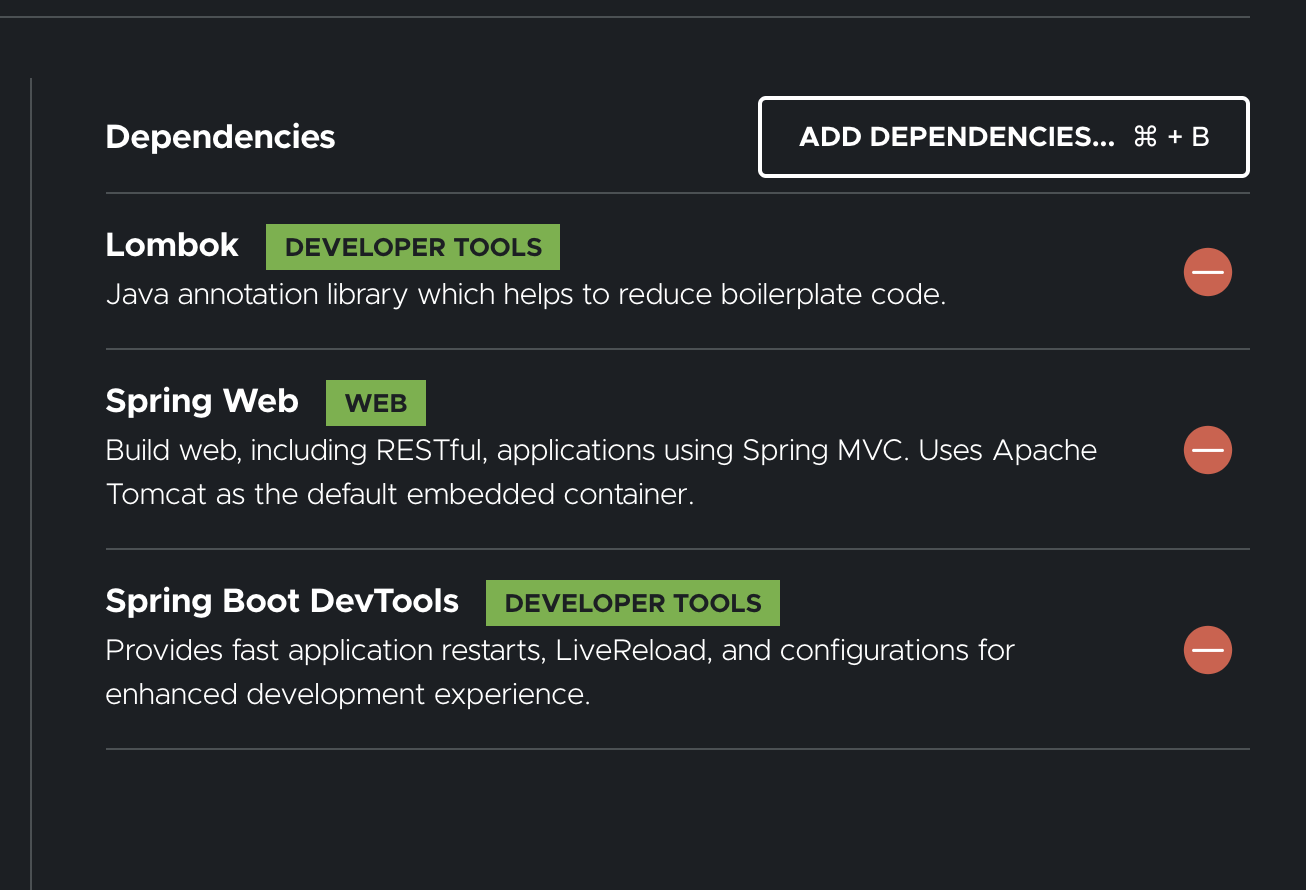 Dependencies
ADD DEPENDENCIES... ⌘ + B
Lombok DEVELOPER TOOLS
Java annotation library which helps to reduce boilerplate code.
Spring Web WEB
Build web, including RESTful, applications using Spring MVC. Uses Apache
Tomcat as the default embedded container.
Spring Boot DevTools DEVELOPER TOOLS
Provides fast application restarts, LiveReload, and configurations for
enhanced development experience.